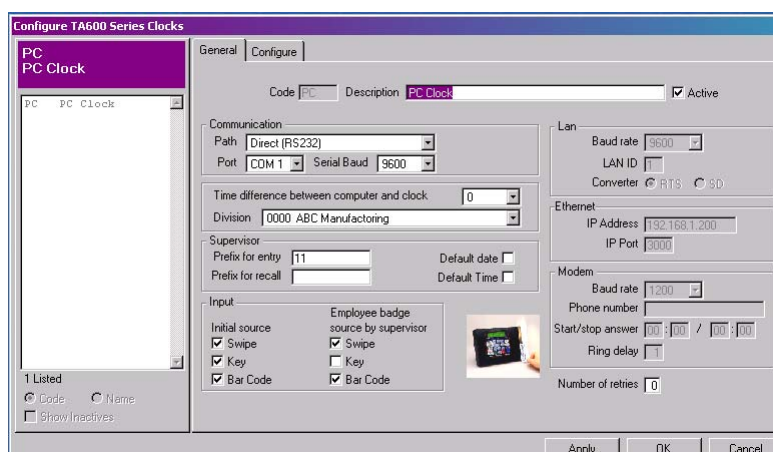 Configure TA600 Series Clocks
PC
PC Clock
PC PC Clock
1 Listed
Code Name
Show Inactives
General Configure
Code PC Description PC Clock Active
Communication
Path Direct (RS232)
Port COM 1 Serial Baud 9600
Time difference between computer and clock 0
Division 0000 ABC Manufactoring
Supervisor
Prefix for entry 11 Default date
Prefix for recall Default Time
Input
Initial source
Swipe
Key
Bar Code
Employee badge
source by supervisor
Swipe
Key
Bar Code
Lan
Baud rate 9600
LAN ID 1
Converter RTS SD
Ethernet
IP Address 192.168.1.200
IP Port 3000
Modem
Baud rate 1200
Phone number
Start/stop answer 00 : 00 / 00 : 00
Ring delay 1
Number of retries 0
Apply OK Cancel